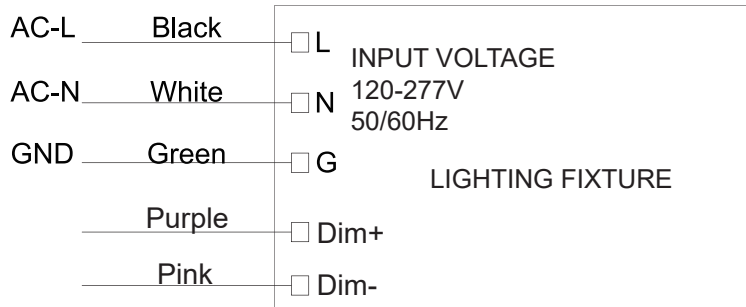 AC-L Black L
INPUT VOLTAGE
AC-N White N
120-277V
50/60Hz
GND Green G
LIGHTING FIXTURE
Purple Dim+
Pink Dim-